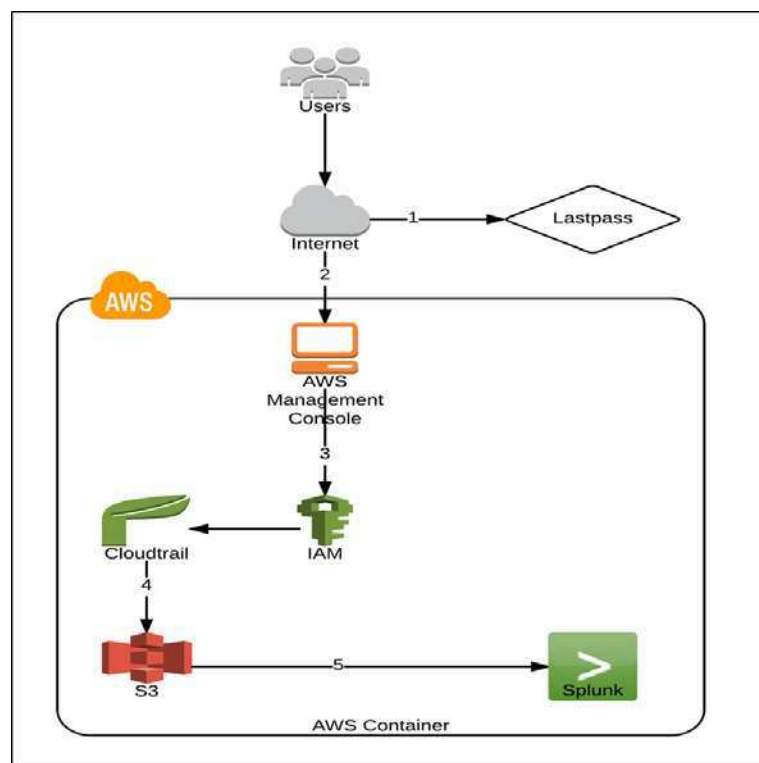 Users
1
Lastpass
Internet
2
AWS
AWS
Management
Console
3
Cloudtrail
IAM
4
5
S3
>
Splunk
AWS Container